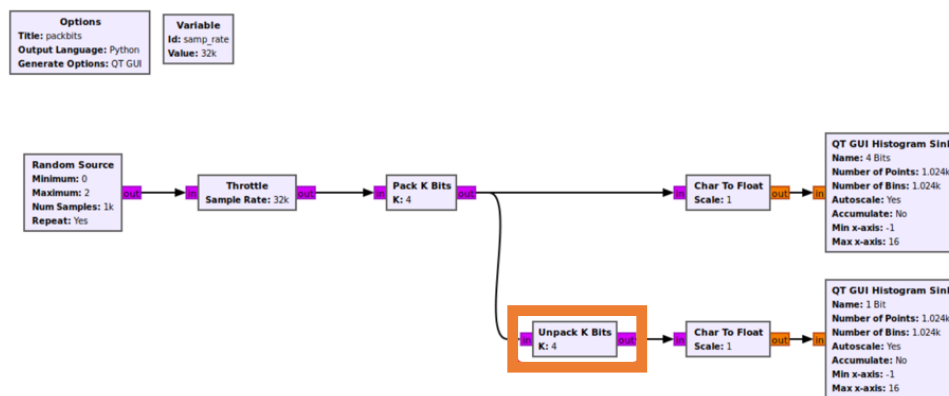 Options
Title: packbits
Output Language: Python
Generate Options: QT GUI
Variable
Id: samp_rate
Value: 32k
Random Source
Minimum: 0
Maximum: 2
Num Samples: 1k
Repeat: Yes
out
in
Throttle
Sample Rate: 32k
out
in
Pack K Bits
K: 4
out
in
Char To Float
Scale: 1
out
in
QT GUI Histogram Sink
Name: 4 Bits
Number of Points: 1.024k
Number of Bins: 1.024k
Autoscale: Yes
Accumulate: No
Min x-axis: -1
Max x-axis: 16
in
Unpack K Bits
K: 4
out
in
Char To Float
Scale: 1
out
in
QT GUI Histogram Sink
Name: 1 Bit
Number of Points: 1.024k
Number of Bins: 1.024k
Autoscale: Yes
Accumulate: No
Min x-axis: -1
Max x-axis: 16